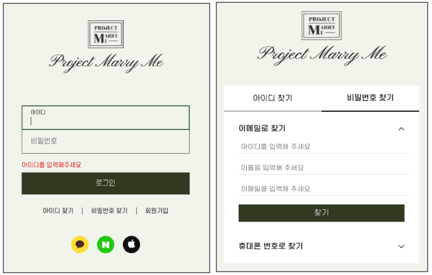 PROJECT
MARRY
ME
Project Marry Me
아이디
비밀번호
아이디를 입력해주세요
로그인
아이디 찾기 | 비밀번호 찾기 | 회원가입
N
PROJECT
MARRY
ME
Project Marry Me
아이디 찾기
비밀번호 찾기
이메일로 찾기
아이디를 입력해 주세요
이름을 입력해 주세요
이메일을 입력해 주세요
찾기
휴대폰 번호로 찾기